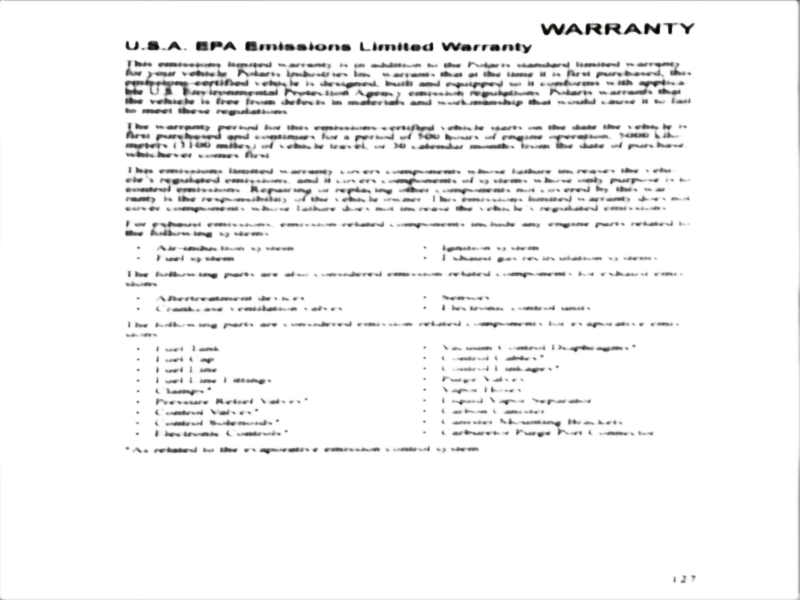 WARRANTY
U.S.A. EPA Emissions Limited Warranty
This emissions limited warranty is in addition to the Polaris standard limited warranty
for your vehicle. Polaris Industries Inc. warrants that at the time it is first purchased, this
emissions-certified vehicle is designed, built and equipped so it conforms with applica-
ble U.S. Environmental Protection Agency emission regulations. Polaris warrants that
the vehicle is free from defects in materials and workmanship that would cause it to fail
to meet these regulations.
The warranty period for this emissions-certified vehicle starts on the date the vehicle is
first purchased and continues for a period of 500 hours of engine operation, 5000 kilo-
meters (3100 miles) of vehicle travel, or 30 calendar months from the date of purchase,
whichever comes first.
This emissions limited warranty covers components whose failure increases the vehi-
cle's regulated emissions, and it covers components of systems whose only purpose is to
control emissions. Repairing or replacing other components not covered by this war-
ranty is the responsibility of the vehicle owner. This emissions limited warranty does not
cover components whose failure does not increase the vehicle's regulated emissions.
For exhaust emissions, emission-related components include any engine parts related to
the following systems:
• Air-induction system
• Fuel system
• Ignition system
• Exhaust gas recirculation systems
The following parts are also considered emission-related components for exhaust emis-
sions:
• Aftertreatment devices
• Crankcase ventilation valves
• Sensors
• Electronic control units
The following parts are considered emission-related components for evaporative emis-
sions:
• Fuel Tank
• Fuel Cap
• Fuel Line
• Fuel Line Fittings
• Clamps*
• Pressure Relief Valves*
• Control Valves*
• Control Solenoids*
• Electronic Controls*
• Vacuum Control Diaphragms*
• Control Cables*
• Control Linkages*
• Purge Valves
• Vapor Hoses
• Liquid/Vapor Separator
• Carbon Canister
• Canister Mounting Brackets
• Carburetor Purge Port Connector
*As related to the evaporative emission control system.
127